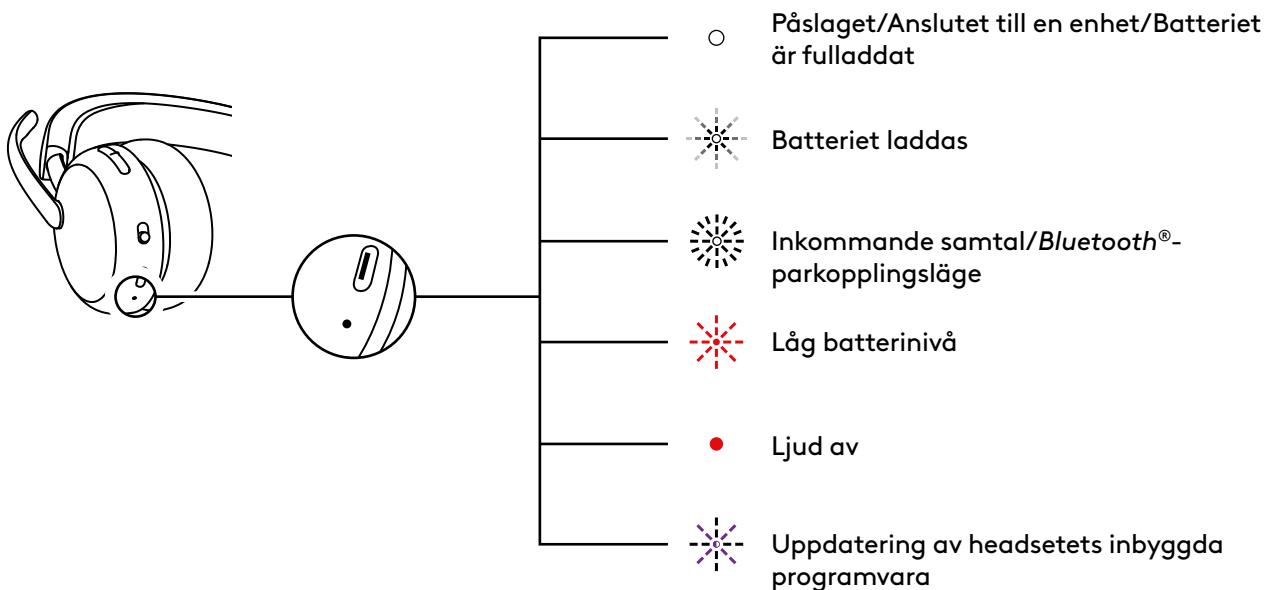 Påslaget/Anslutet till en enhet/Batteriet
är fulladdat
Batteriet laddas
Inkommande samtal/Bluetooth®-
parkopplingsläge
Låg batterinivå
Ljud av
Uppdatering av headsetets inbyggda
programvara